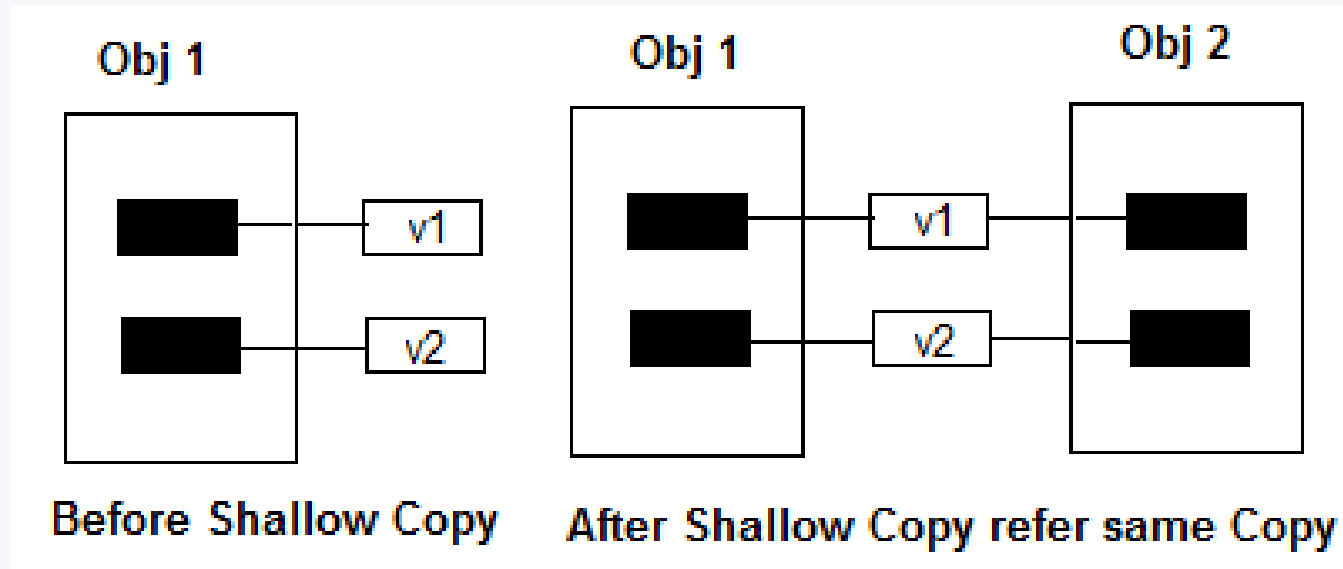 Obj 1
v1
v2
Before Shallow Copy
Obj 1
Obj 2
v1
v2
After Shallow Copy refer same Copy